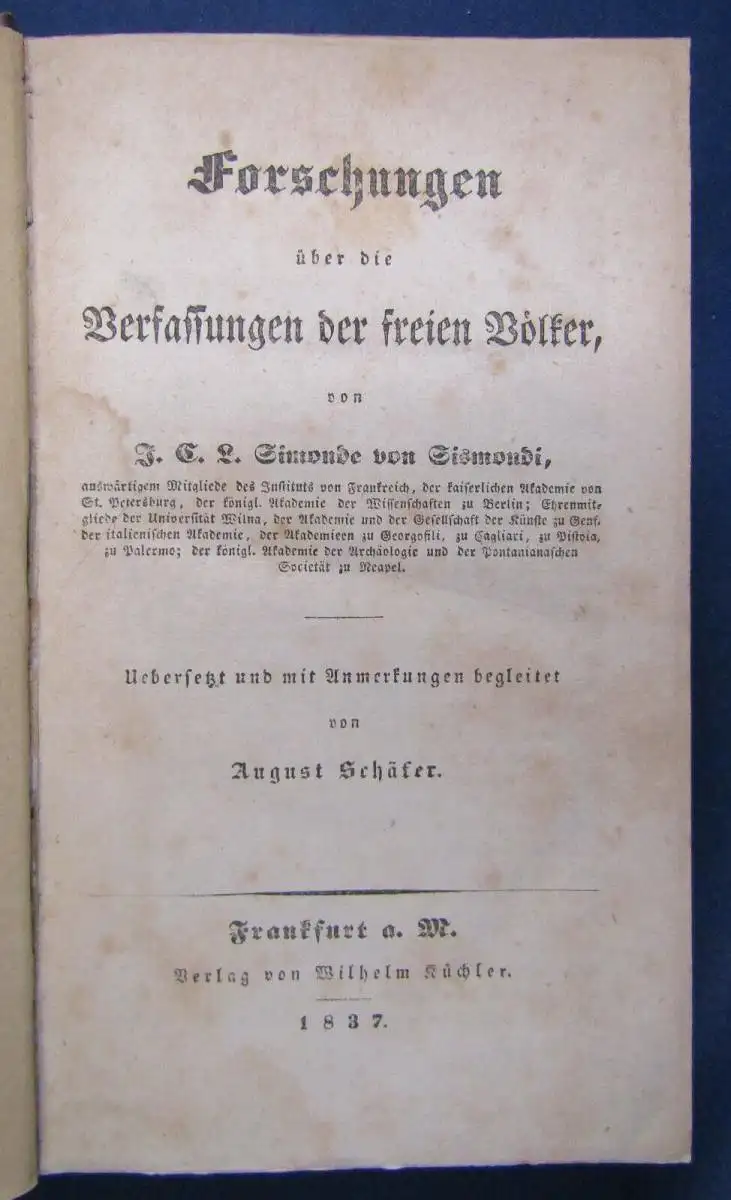 Forschungen
über die
Verfassungen der freien Völker,
von
J. C. L. Simonde von Sismondi,
auswärtigem Mitgliede des Instituts von Frankreich, der kaiserlichen Akademie von
St. Petersburg, der königl. Akademie der Wissenschaften zu Berlin; Ehrenmit-
gliede der Universität Wilna, der Akademie und der Gesellschaft der Künste zu Genf,
der italienischen Akademie, der Akademieen zu Georgofili, zu Cagliari, zu Pistoia,
zu Palermo; der königl. Akademie der Archäologie und der Pontanianaschen
Societät zu Neapel.
Uebersetzt und mit Anmerkungen begleitet
von
August Schäfer.
Frankfurt a. M.
Verlag von Wilhelm Küchler.
1837.